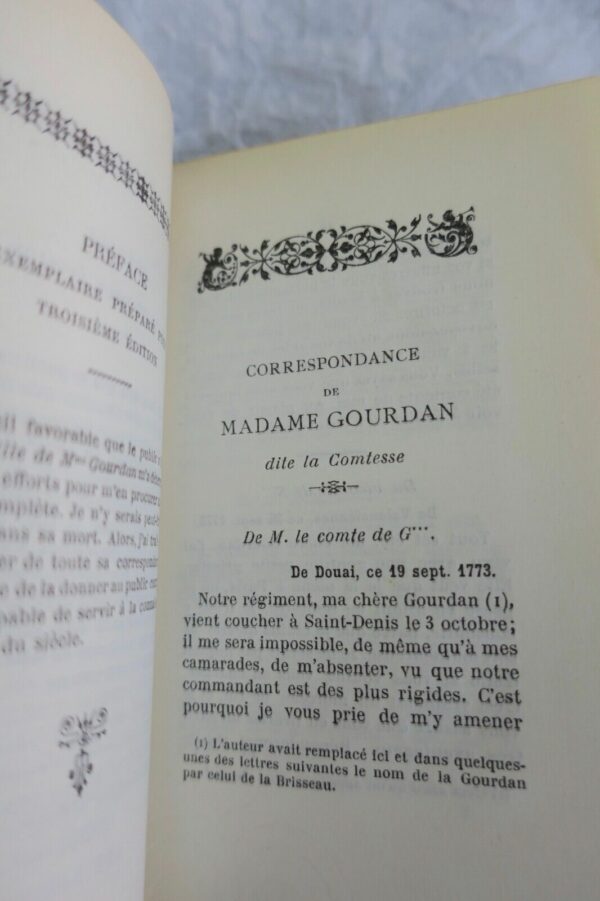 PRÉFACE
EXEMPLAIRE PRÉPARÉ
TROISIÈME ÉDITION
favorable que le public
de Mme Gourdan m'a
efforts pour m'en procurer
Je n'y serais
sa mort. Alors, j'ai
de toute sa
de la donner au public
de servir à la
du siècle.
CORRESPONDANCE
DE
MADAME GOURDAN
dite la Comtesse
De M. le comte de G***.
De Douai, ce 19 sept. 1773.
Notre régiment, ma chère Gourdan (1),
vient coucher à Saint-Denis le 3 octobre;
il me sera impossible, de même qu'à mes
camarades, de m'absenter, vu que notre
commandant est des plus rigides. C'est
pourquoi je vous prie de m'y amener
(1) L'auteur avait remplacé ici et dans quelques-
unes des lettres suivantes le nom de la Gourdan
par celui de la Brisseau.